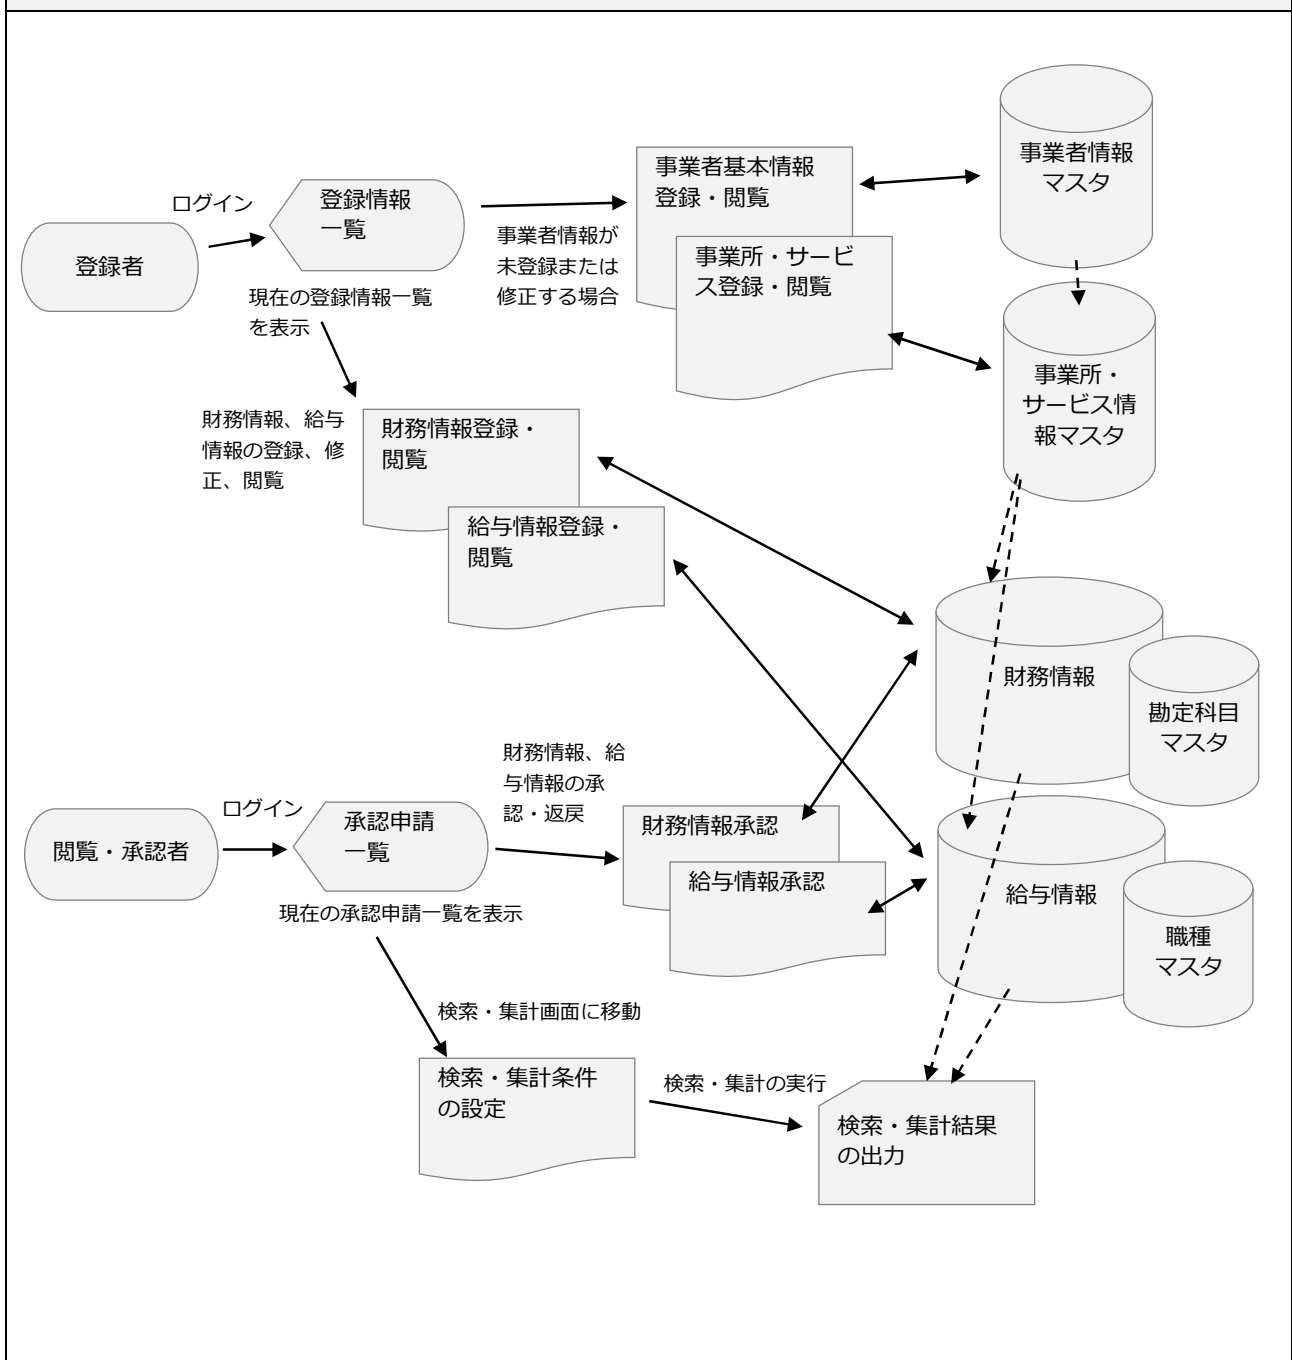 事業者情報
マスタ
事業者基本情報
登録・閲覧
ログイン
登録情報
一覧
登録者
事業者情報が
未登録または
修正する場合
事業所・サービ
ス登録・閲覧
現在の登録情報一覧
を表示
事業所・
サービス情
報マスタ
財務情報、給与
情報の登録、修
正、閲覧
財務情報登録・
閲覧
給与情報登録・
閲覧
財務情報
勘定科目
マスタ
財務情報、給
与情報の承
認・返戻
ログイン
承認申請
一覧
閲覧・承認者
財務情報承認
給与情報承認
給与情報
職種
マスタ
現在の承認申請一覧を表示
検索・集計画面に移動
検索・集計条件
の設定
検索・集計の実行
検索・集計結果
の出力